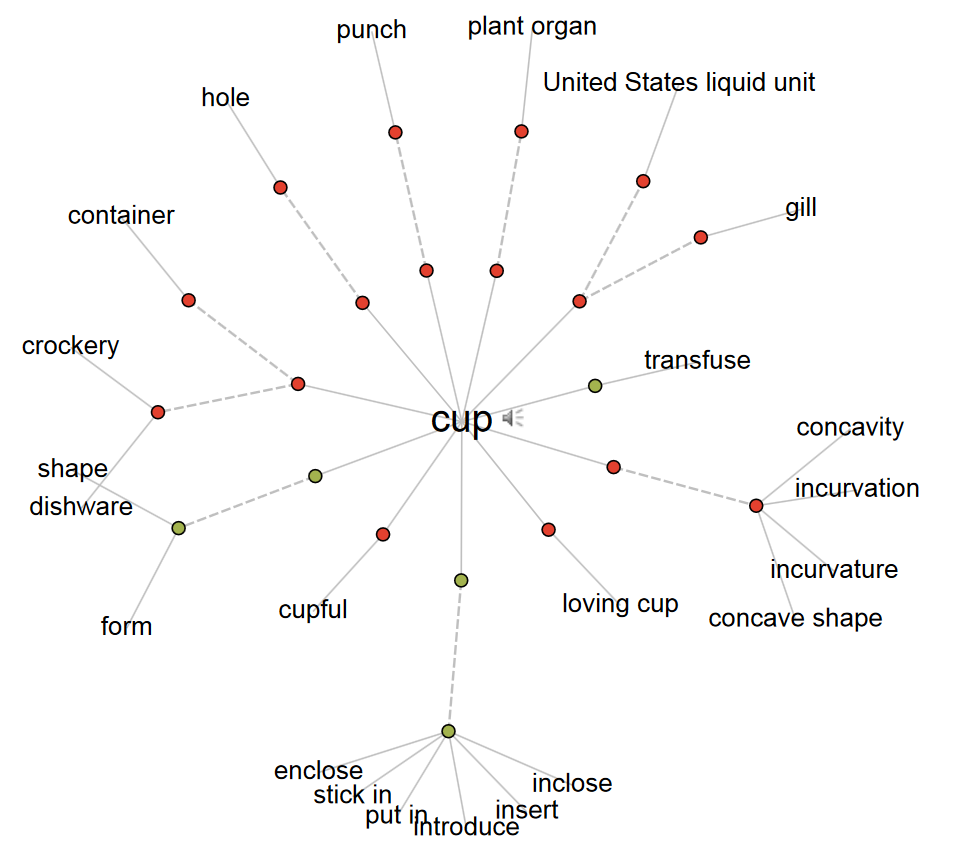 punch
plant organ
United States liquid unit
hole
container
gill
crockery
transfuse
cup
concavity
shape
incurvation
dishware
incurvature
cupful
loving cup
concave shape
form
enclose
inclose
stick in
insert
put in
introduce